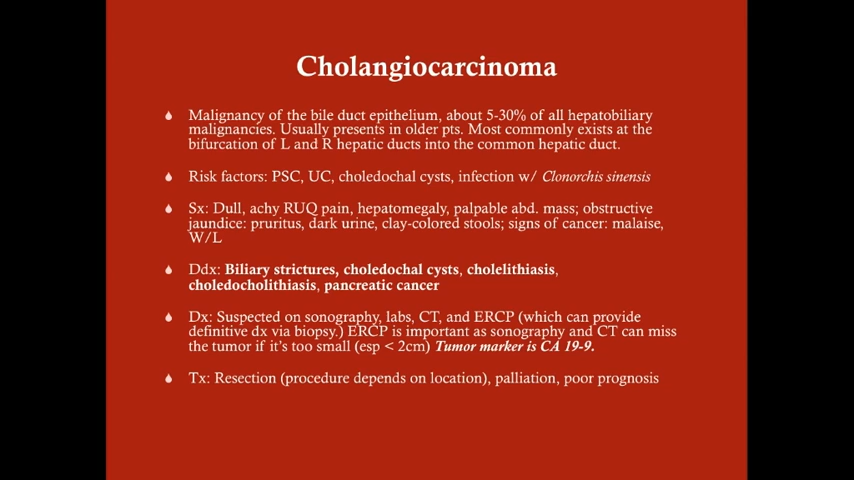 Cholangiocarcinoma
Malignancy of the bile duct epithelium, about 5-30% of all hepatobiliary
malignancies. Usually presents in older pts. Most commonly exists at the
bifurcation of L and R hepatic ducts into the common hepatic duct.
Risk factors: PSC, UC, choledochal cysts, infection w/ Clonorchis sinensis
Sx: Dull, achy RUQ pain, hepatomegaly, palpable abd. mass; obstructive
jaundice: pruritus, dark urine, clay-colored stools; signs of cancer: malaise,
W/L
Ddx: Biliary strictures, choledochal cysts, cholelithiasis,
choledocholithiasis, pancreatic cancer
Dx: Suspected on sonography, labs, CT, and ERCP (which can provide
definitive dx via biopsy.) ERCP is important as sonography and CT can miss
the tumor if it's too small (esp < 2cm) Tumor marker is CA 19-9.
Tx: Resection (procedure depends on location), palliation, poor prognosis